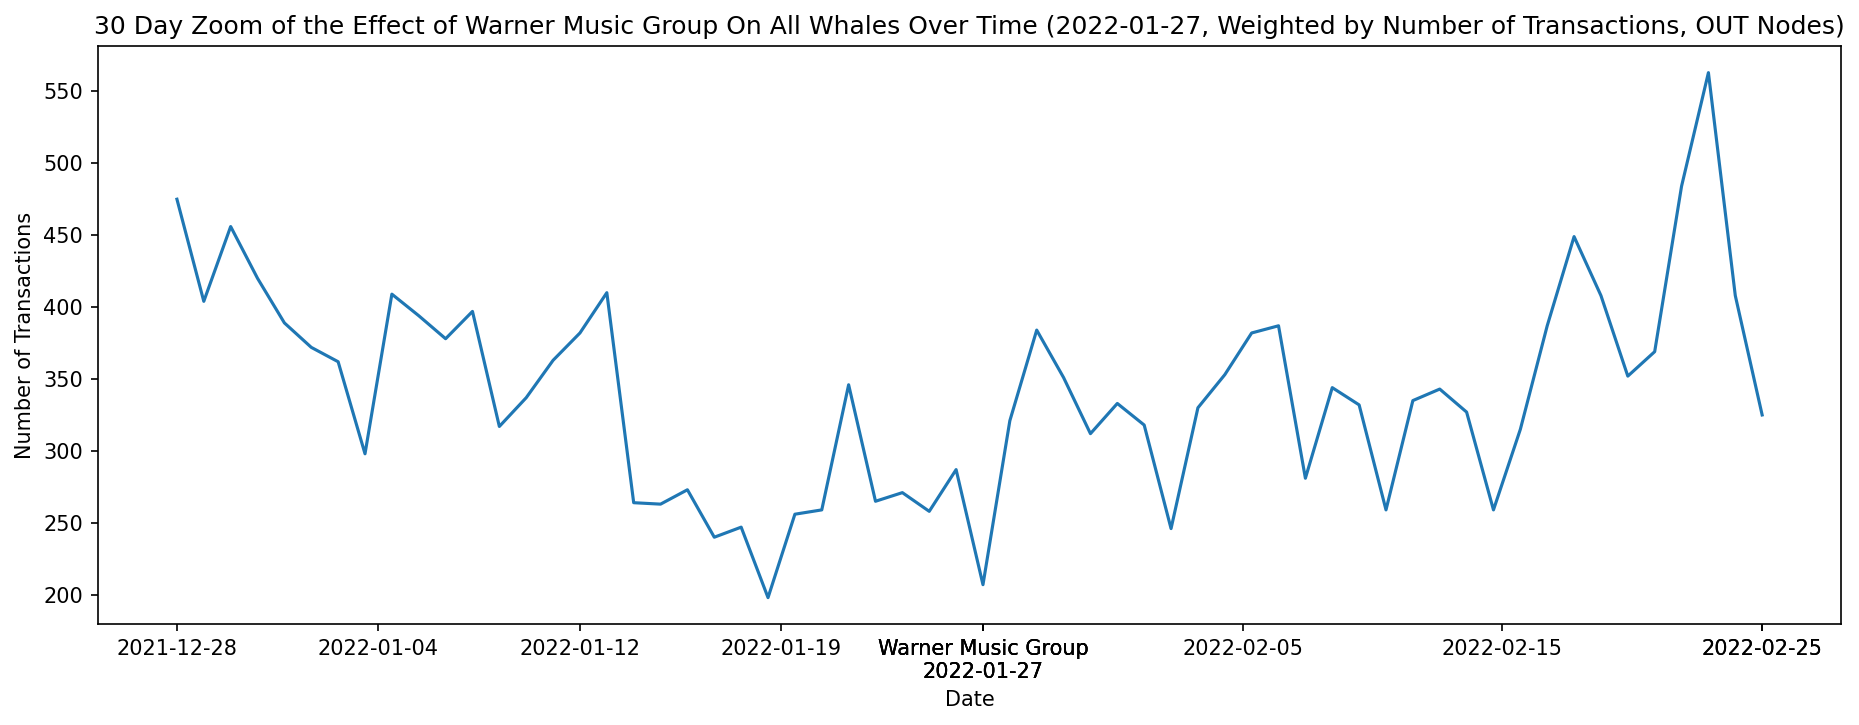 30 Day Zoom of the Effect of Warner Music Group On All Whales Over Time (2022-01-27, Weighted by Number of Transactions, OUT Nodes)
Number of Transactions
550
500
450
400
350
300
250
200
2021-12-28 2022-01-04 2022-01-12 2022-01-19 Warner Music Group 2022-02-05 2022-02-15 2022-02-25
2022-01-27
Date